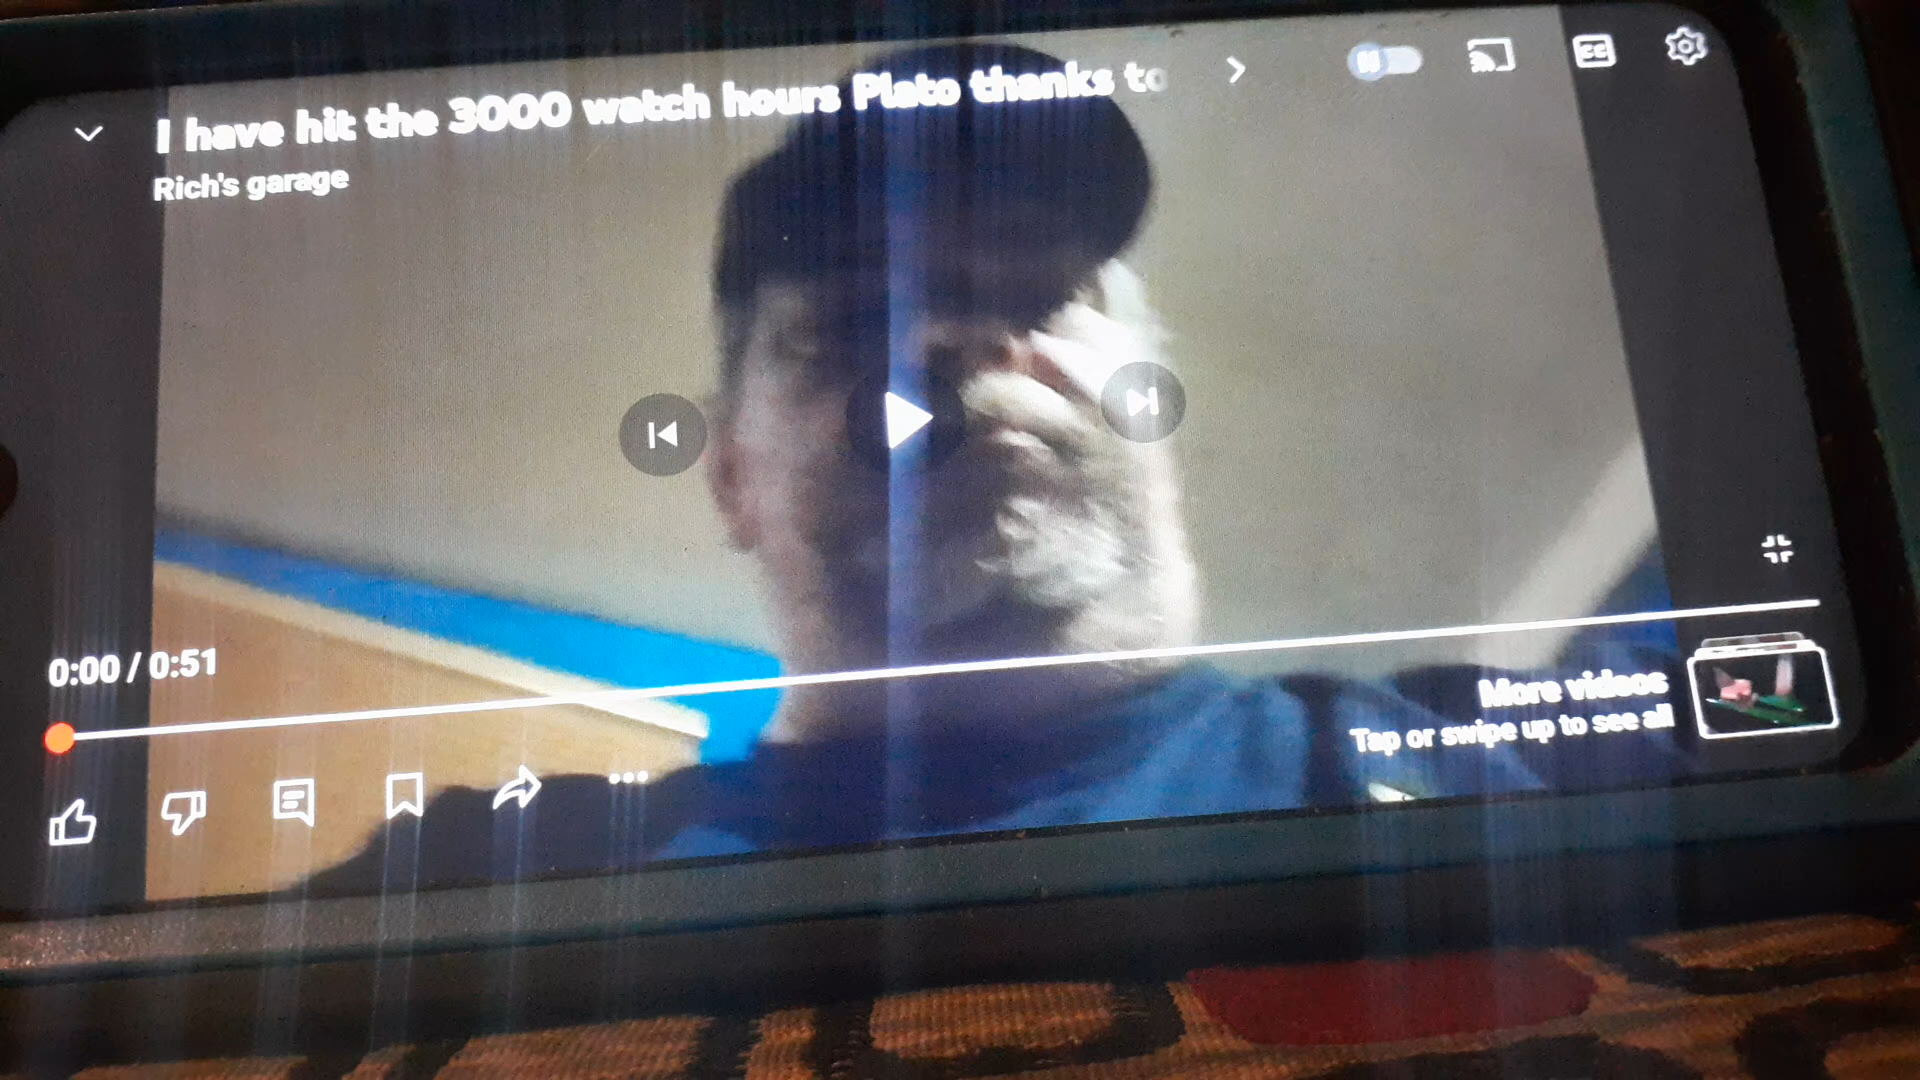 I have hit the 3000 watch hours Plato thanks to
Rich's garage
CC
0:00 / 0:51
More videos
Tap or swipe up to see all